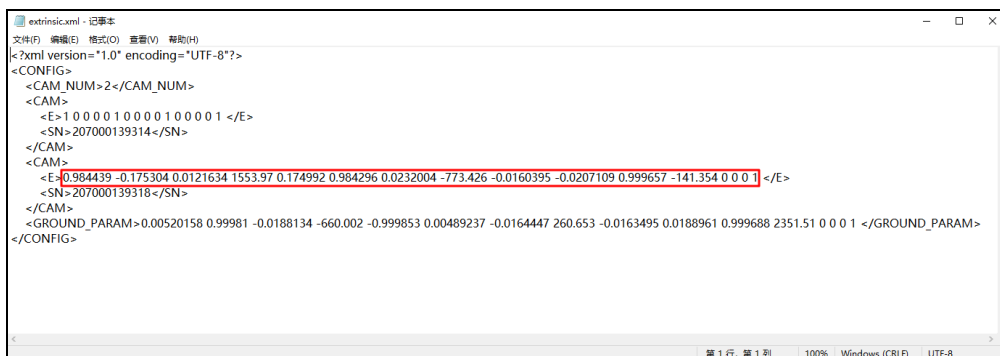 extrinsic.xml - 记事本
文件(F) 编辑(E) 格式(O) 查看(V) 帮助(H)
<?xml version="1.0" encoding="UTF-8"?>
<CONFIG>
<CAM_NUM>2</CAM_NUM>
<CAM>
<E>1 0 0 0 0 1 0 0 0 0 1 0 0 0 0 1 </E>
<SN>207000139314</SN>
</CAM>
<CAM>
<E>0.984439 -0.175304 0.0121634 1553.97 0.174992 0.984296 0.0232004 -773.426 -0.0160395 -0.0207109 0.999657 -141.354 0 0 0 1 </E>
<SN>207000139318</SN>
</CAM>
<GROUND_PARAM>0.00520158 0.99981 -0.0188134 -660.002 -0.999853 0.00489237 -0.0164447 260.653 -0.0163495 0.0188961 0.999688 2351.51 0 0 0 1 </GROUND_PARAM>
</CONFIG>
第 1 行，第 1 列 100% Windows (CRLF) UTF-8